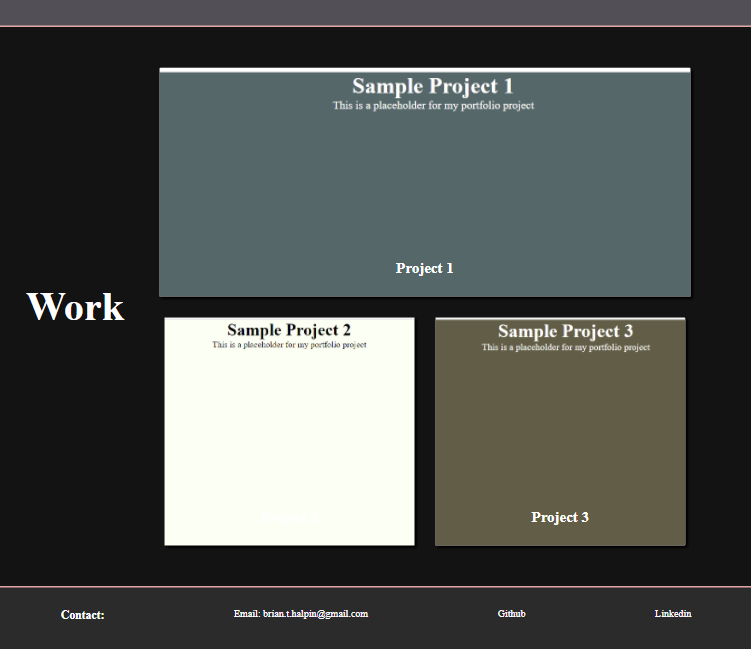 Sample Project 1
This is a placeholder for my portfolio project
Project 1
Work
Sample Project 2
This is a placeholder for my portfolio project
Sample Project 3
This is a placeholder for my portfolio project
Project 3
Contact:
Email: brian.t.halpin@gmail.com
Github
Linkedin